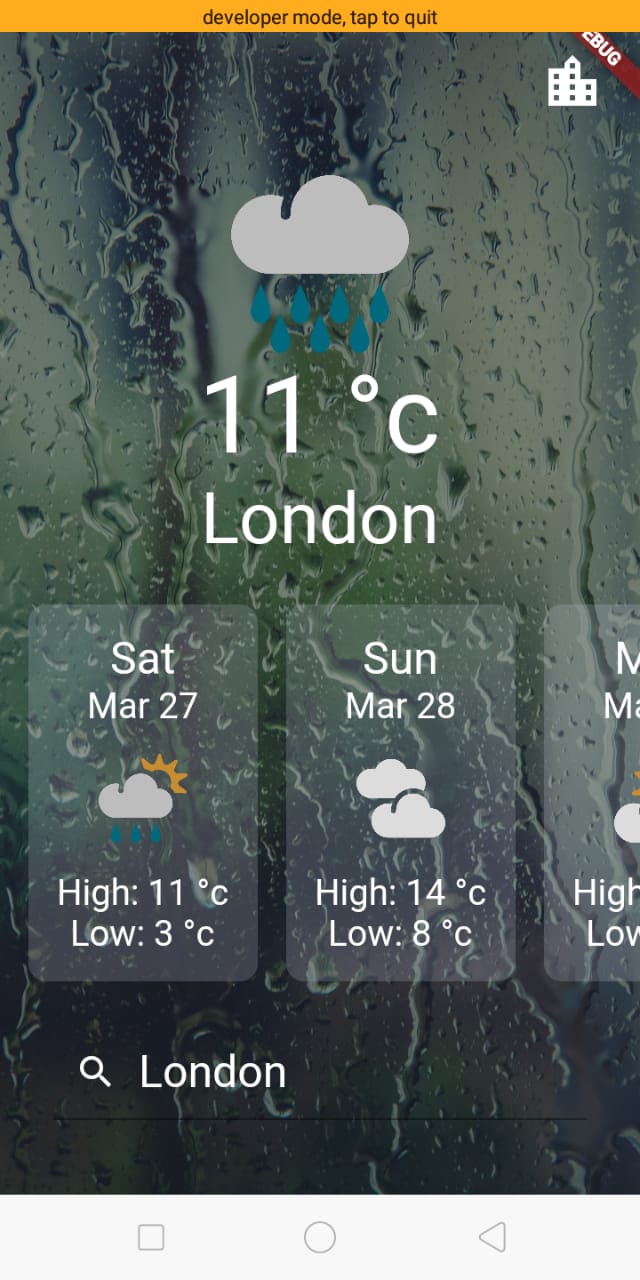 developer mode, tap to quit
EBUG
11 °c
London
Sat
Mar 27
High: 11 °c
Low: 3 °c
Sun
Mar 28
High: 14 °c
Low: 8 °c
M
Ma
High
Low
London